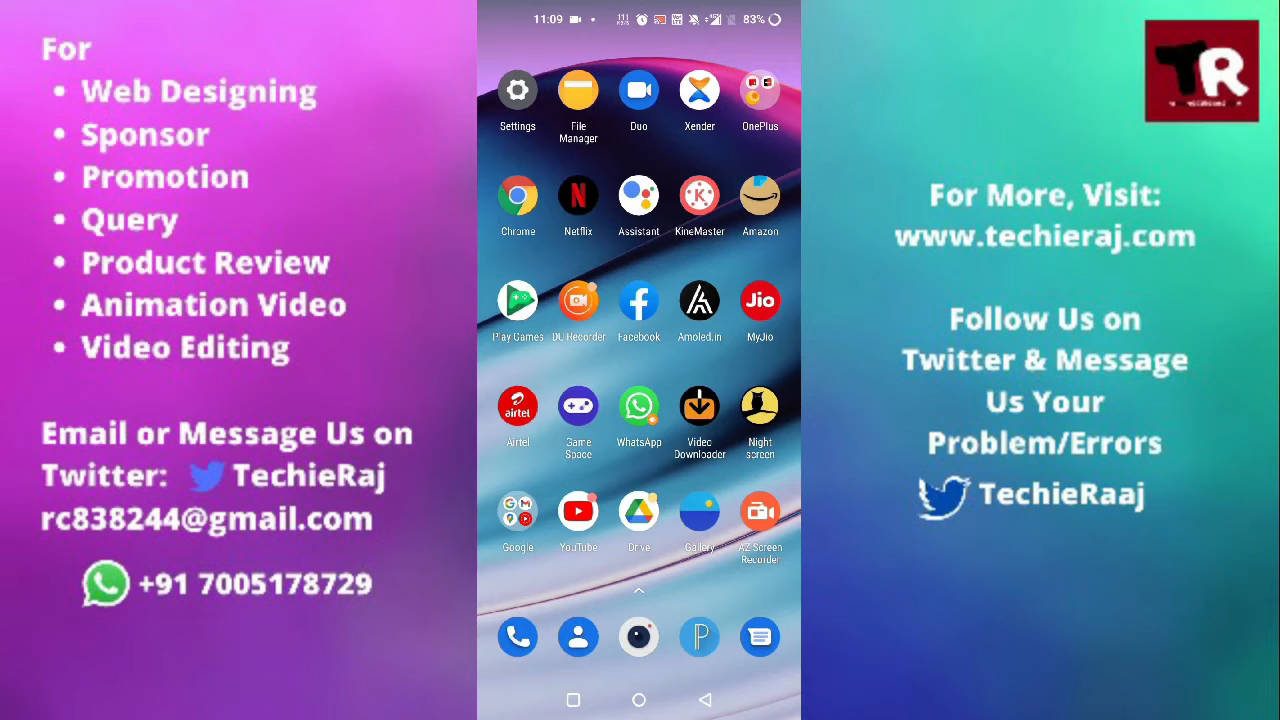 For
• Web Designing
• Sponsor
• Promotion
• Query
• Product Review
• Animation Video
• Video Editing
Email or Message Us on
Twitter: TechieRaj
rc838244@gmail.com
+91 7005178729
11:09
83%
Settings
File
Manager
Duo
Xender
OnePlus
Chrome
Netflix
Assistant
KineMaster
Amazon
Play Games
DU Recorder
Facebook
Amoled.in
Jio
MyJio
airtel
Airtel
Game
Space
WhatsApp
Video
Downloader
Night
screen
Google
YouTube
Drive
Gallery
AZ Screen
Recorder
TR
For More, Visit:
www.techieraj.com
Follow Us on
Twitter & Message
Us Your
Problem/Errors
TechieRaaj